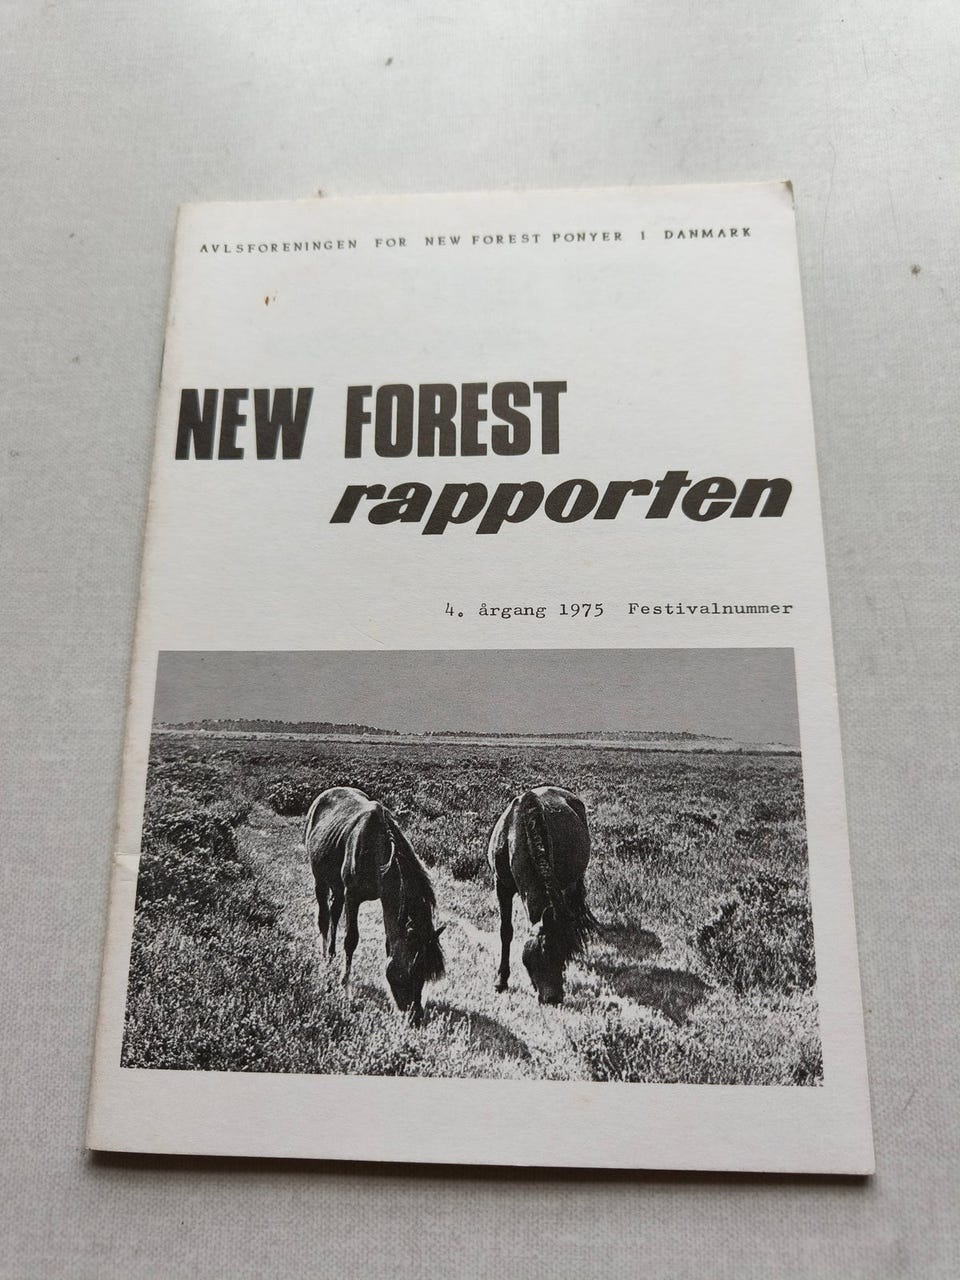 AVLSFORENINGEN FOR NEW FOREST PONYER I DANMARK
NEW FOREST
rapporten
4. årgang 1975 Festivalnummer